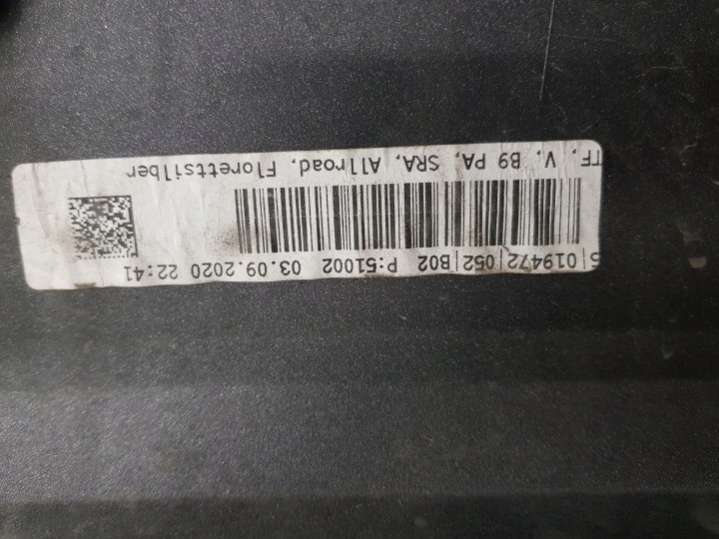 S|019472|052|B02 P:51002 03.09.2020 22:41
TF, V, B9 PA, SRA, Allroad, Florettsilber